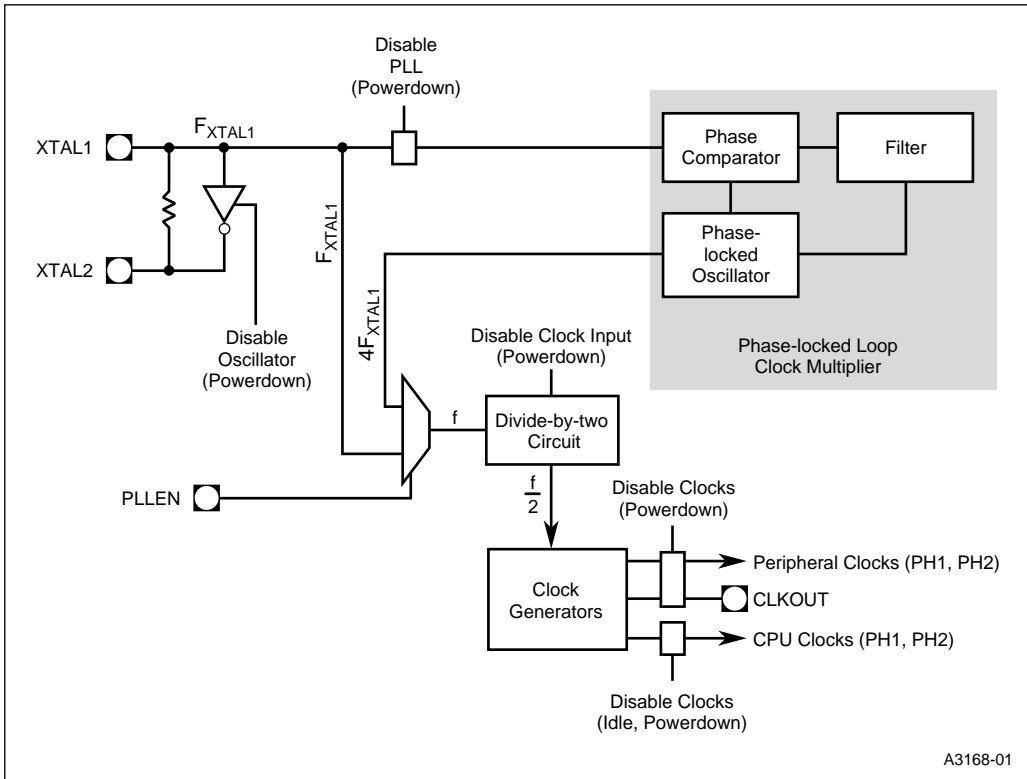 Disable
PLL
(Powerdown)
XTAL1
FXTAL1
Phase
Comparator
Filter
FXTAL1
XTAL2
Phase-
locked
Oscillator
4FXTAL1
Disable
Oscillator
(Powerdown)
Disable Clock Input
(Powerdown)
Phase-locked Loop
Clock Multiplier
f
Divide-by-two
Circuit
PLLEN
f
2
Disable Clocks
(Powerdown)
Clock
Generators
Peripheral Clocks (PH1, PH2)
CLKOUT
CPU Clocks (PH1, PH2)
Disable Clocks
(Idle, Powerdown)
A3168-01